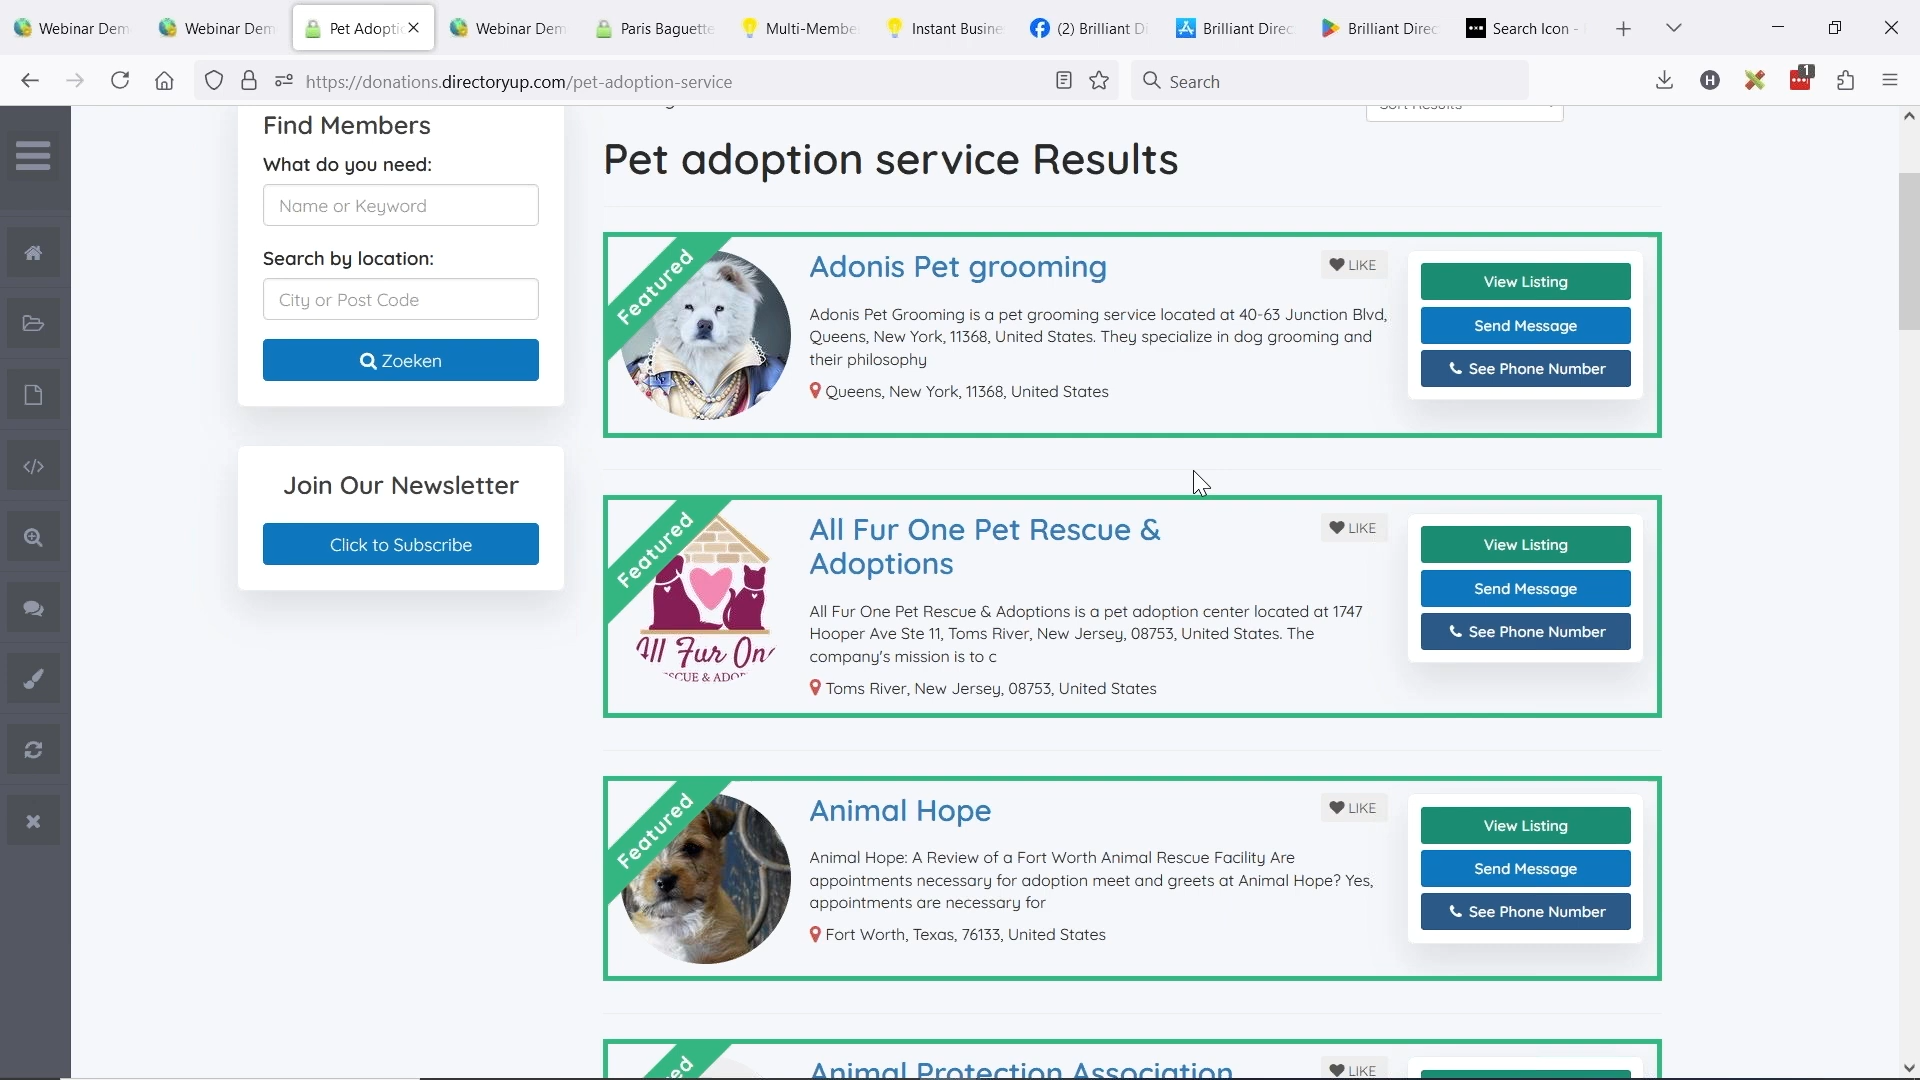 Webinar Dem
Webinar Dem
Pet Adopti
Webinar Dem
Paris Baguette
Multi-Membe
Instant Busine
(2) Brilliant Di
Brilliant Direc
Brilliant Direc
Search Icon -
https://donations.directoryup.com/pet-adoption-service
Search
H
1
Find Members
What do you need:
Name or Keyword
Search by location:
City or Post Code
Zoeken
Join Our Newsletter
Click to Subscribe
Sort Results
Pet adoption service Results
Featured
Adonis Pet grooming
LIKE
Adonis Pet Grooming is a pet grooming service located at 40-63 Junction Blvd,
Queens, New York, 11368, United States. They specialize in dog grooming and
their philosophy
Queens, New York, 11368, United States
View Listing
Send Message
See Phone Number
Featured
All Fur One Pet Rescue &
Adoptions
LIKE
All Fur One Pet Rescue & Adoptions is a pet adoption center located at 1747
Hooper Ave Ste 11, Toms River, New Jersey, 08753, United States. The
company's mission is to c
Toms River, New Jersey, 08753, United States
View Listing
Send Message
See Phone Number
Featured
Animal Hope
LIKE
Animal Hope: A Review of a Fort Worth Animal Rescue Facility Are
appointments necessary for adoption meet and greets at Animal Hope? Yes,
appointments are necessary for
Fort Worth, Texas, 76133, United States
View Listing
Send Message
See Phone Number
Animal Protection Association
LIKE